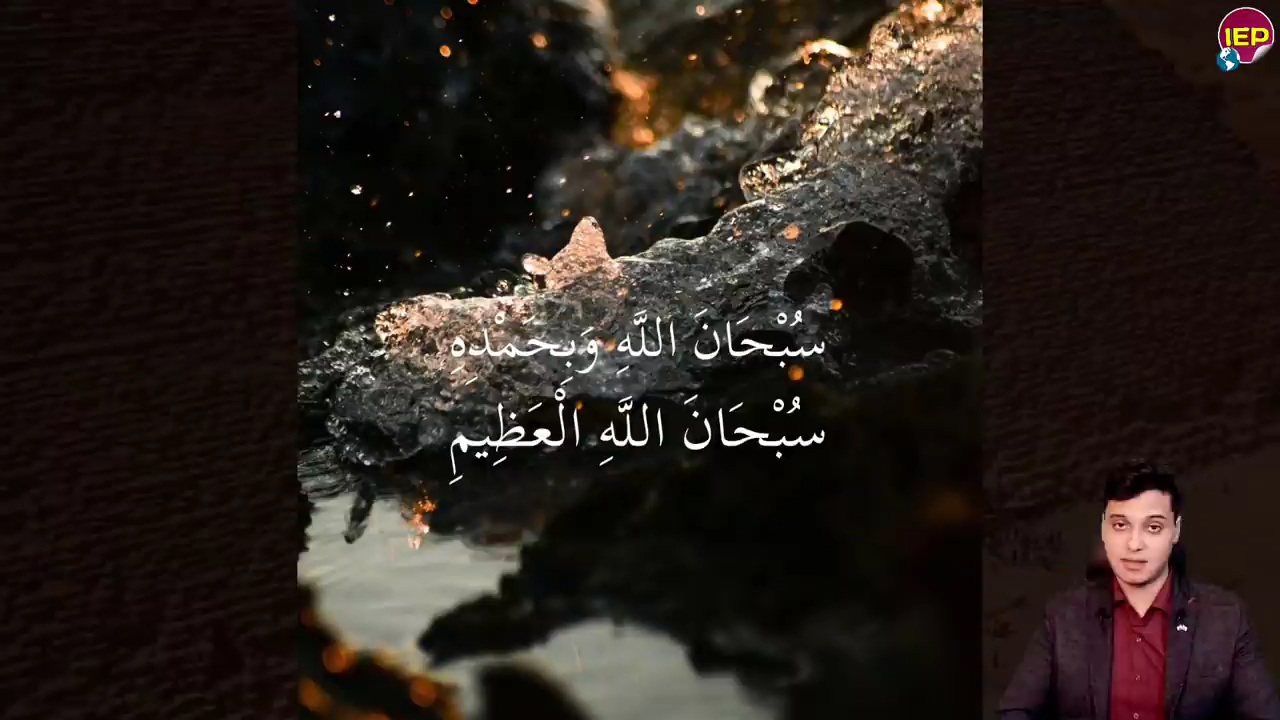 IEP
سُبْحَانَ اللَّهِ وَبِحَمْدِهِ
سُبْحَانَ اللَّهِ الْعَظِيمِ